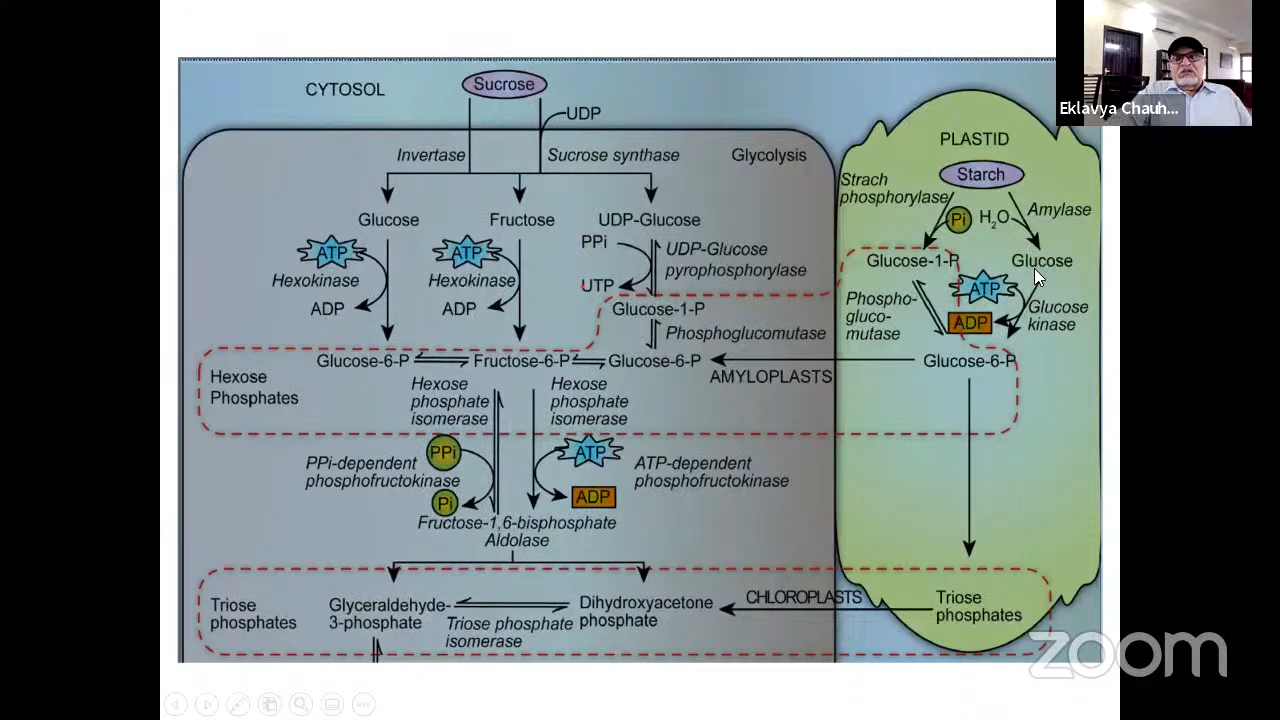 Eklavya Chauh...
CYTOSOL
Sucrose
UDP
Invertase
Sucrose synthase
Glycolysis
Glucose
Fructose
UDP-Glucose
ATP
Hexokinase
ADP
ATP
Hexokinase
ADP
PPi
UTP
UDP-Glucose
pyrophosphorylase
Glucose-1-P
Phosphoglucomutase
Glucose-6-P
Fructose-6-P
Glucose-6-P
Hexose
Phosphates
Hexose
phosphate
isomerase
Hexose
phosphate
isomerase
AMYLOPLASTS
PPi-dependent
phosphofructokinase
PPi
Pi
ATP
ADP
ATP-dependent
phosphofructokinase
Fructose-1,6-bisphosphate
Aldolase
Triose
phosphates
Glyceraldehyde-
3-phosphate
Triose phosphate
isomerase
Dihydroxyacetone
phosphate
CHLOROPLASTS
PLASTID
Starch
Strach
phosphorylase
Pi
H₂O
Amylase
Glucose-1-P
Glucose
Phospho-
gluco-
mutase
ATP
ADP
Glucose
kinase
Glucose-6-P
Triose
phosphates
zoom